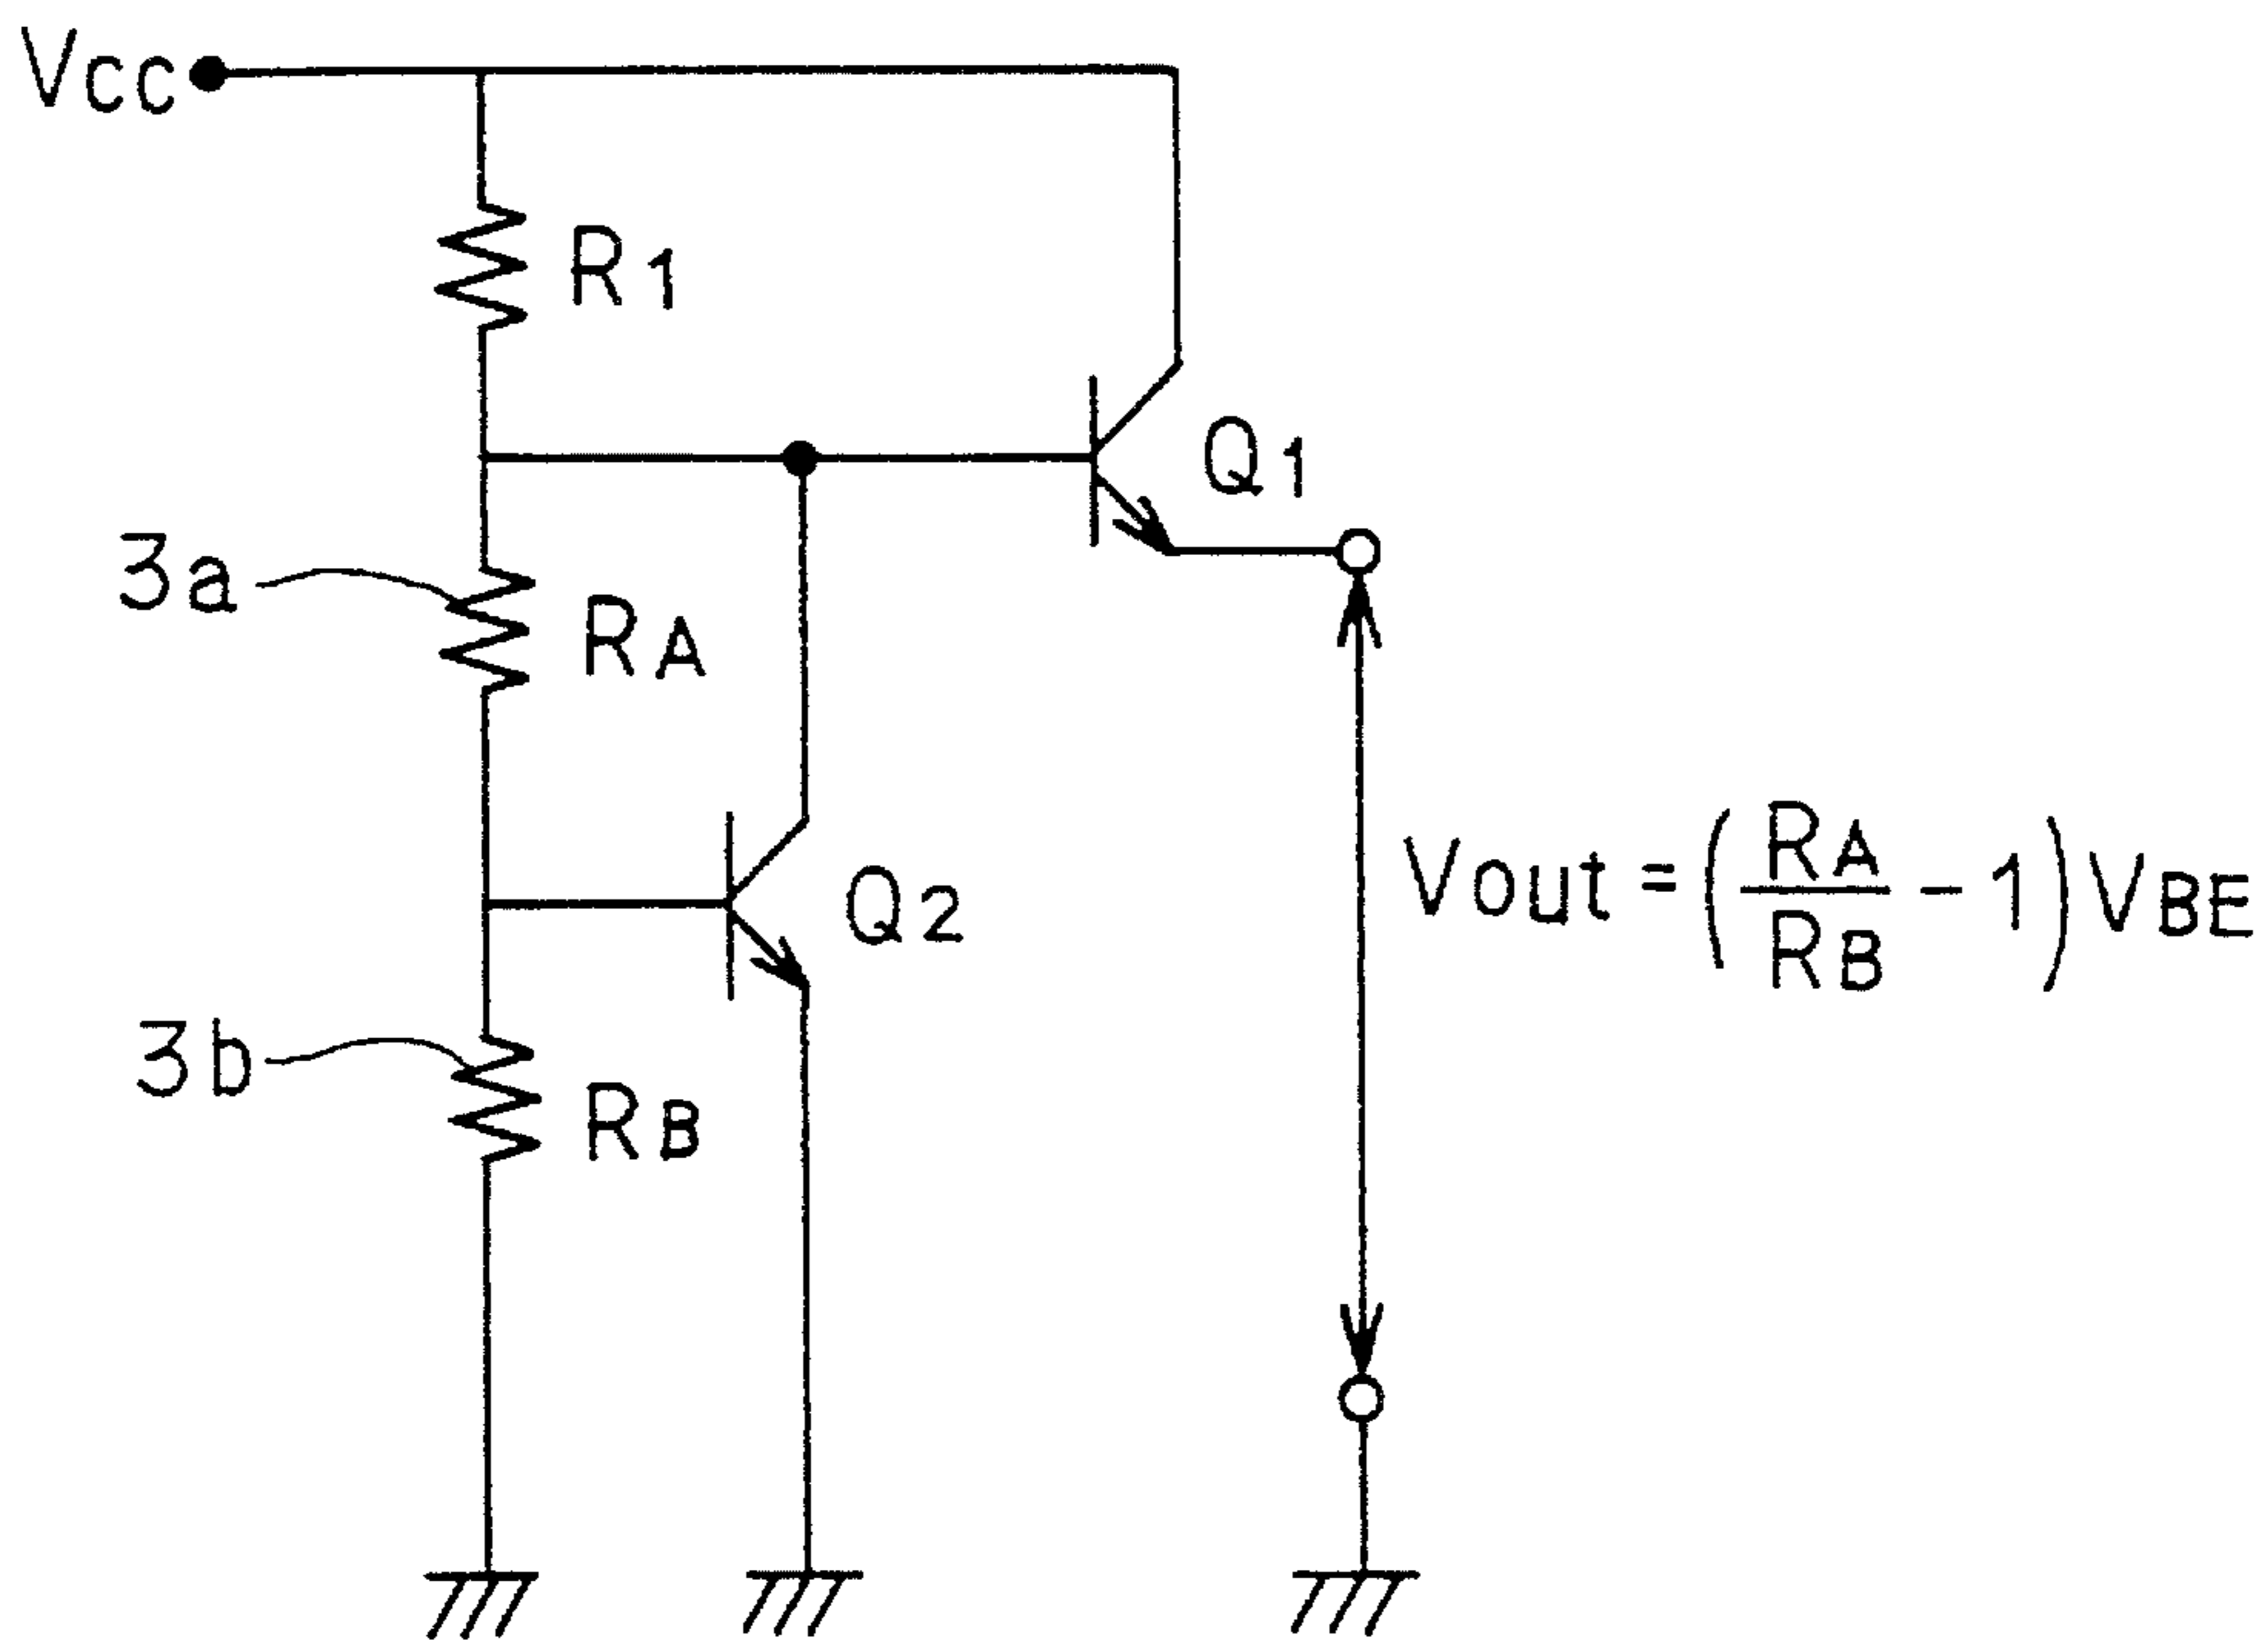 Vcc
R1
Q1
3a
RA
Q2
Vout = (RA/RB - 1) VBE
3b
RB